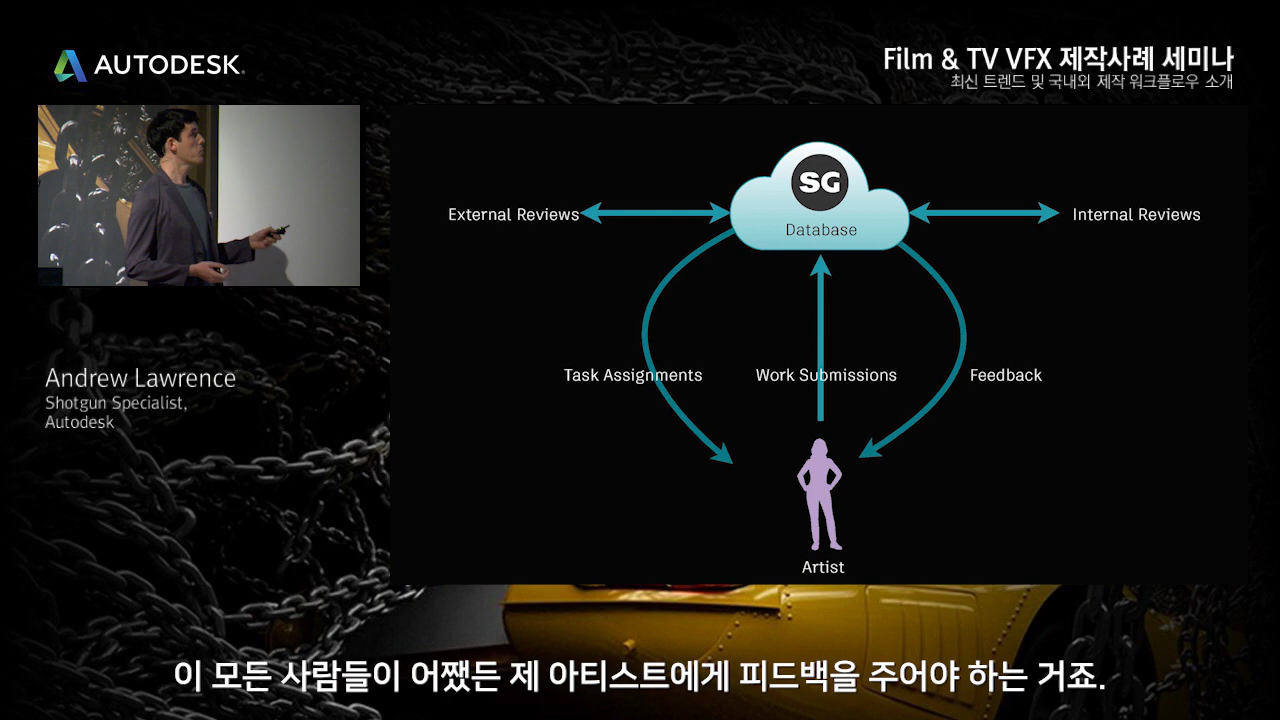 AUTODESK
Film & TV VFX 제작사례 세미나
최신 트렌드 및 국내외 제작 워크플로우 소개
SG
Database
External Reviews
Internal Reviews
Task Assignments
Work Submissions
Feedback
Artist
Andrew Lawrence
Shotgun Specialist,
Autodesk
이 모든 사람들이 어쨌든 제 아티스트에게 피드백을 주어야 하는 거죠.